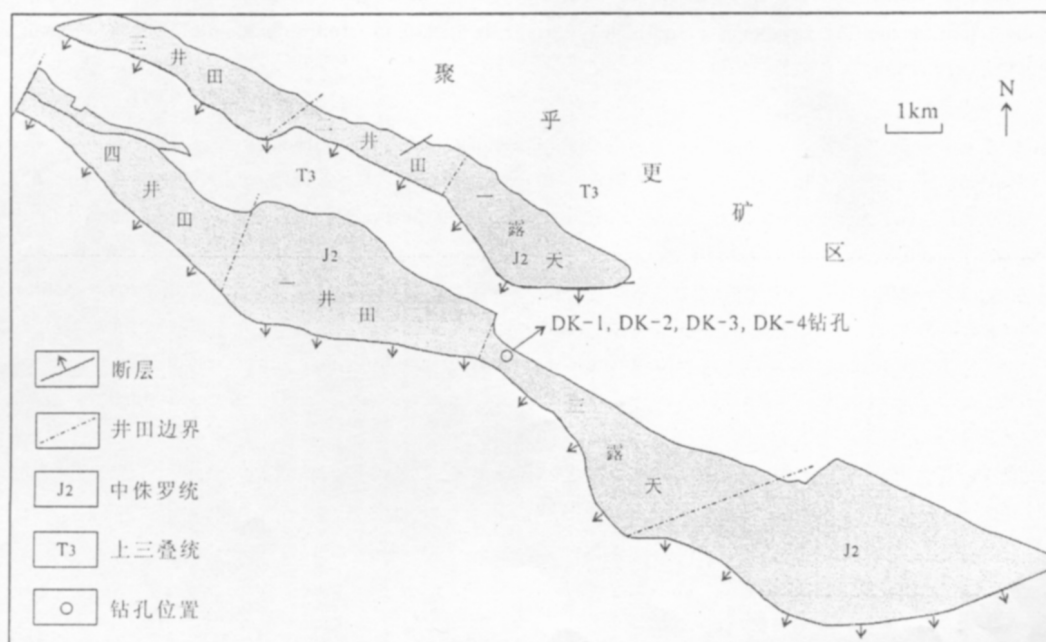 聚乎更矿区
1km
N
三井田
一井田
一露天
J2
T3
T3
四井田
一井田
J2
DK-1, DK-2, DK-3, DK-4钻孔
三露天
J2
断层
井田边界
J2 中侏罗统
T3 上三叠统
钻孔位置